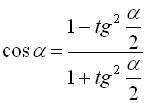 cos α = (1 − tg² α/2) / (1 + tg² α/2)